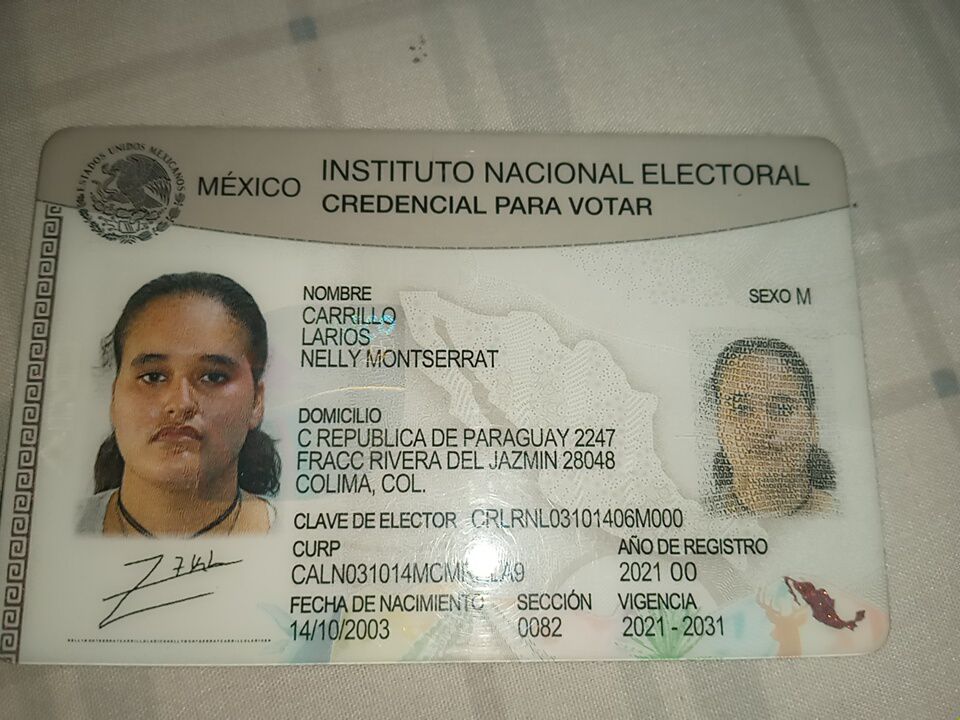 ESTADOS UNIDOS MEXICANOS
MÉXICO
INSTITUTO NACIONAL ELECTORAL
CREDENCIAL PARA VOTAR
NOMBRE
CARRILLO
LARIOS
NELLY MONTSERRAT
SEXO M
DOMICILIO
C REPUBLICA DE PARAGUAY 2247
FRACC RIVERA DEL JAZMIN 28048
COLIMA, COL.
CLAVE DE ELECTOR CRLRNL03101406M000
CURP
AÑO DE REGISTRO
2021 00
FECHA DE NACIMIENTO
14/10/2003
SECCIÓN
0082
VIGENCIA
2021 - 2031